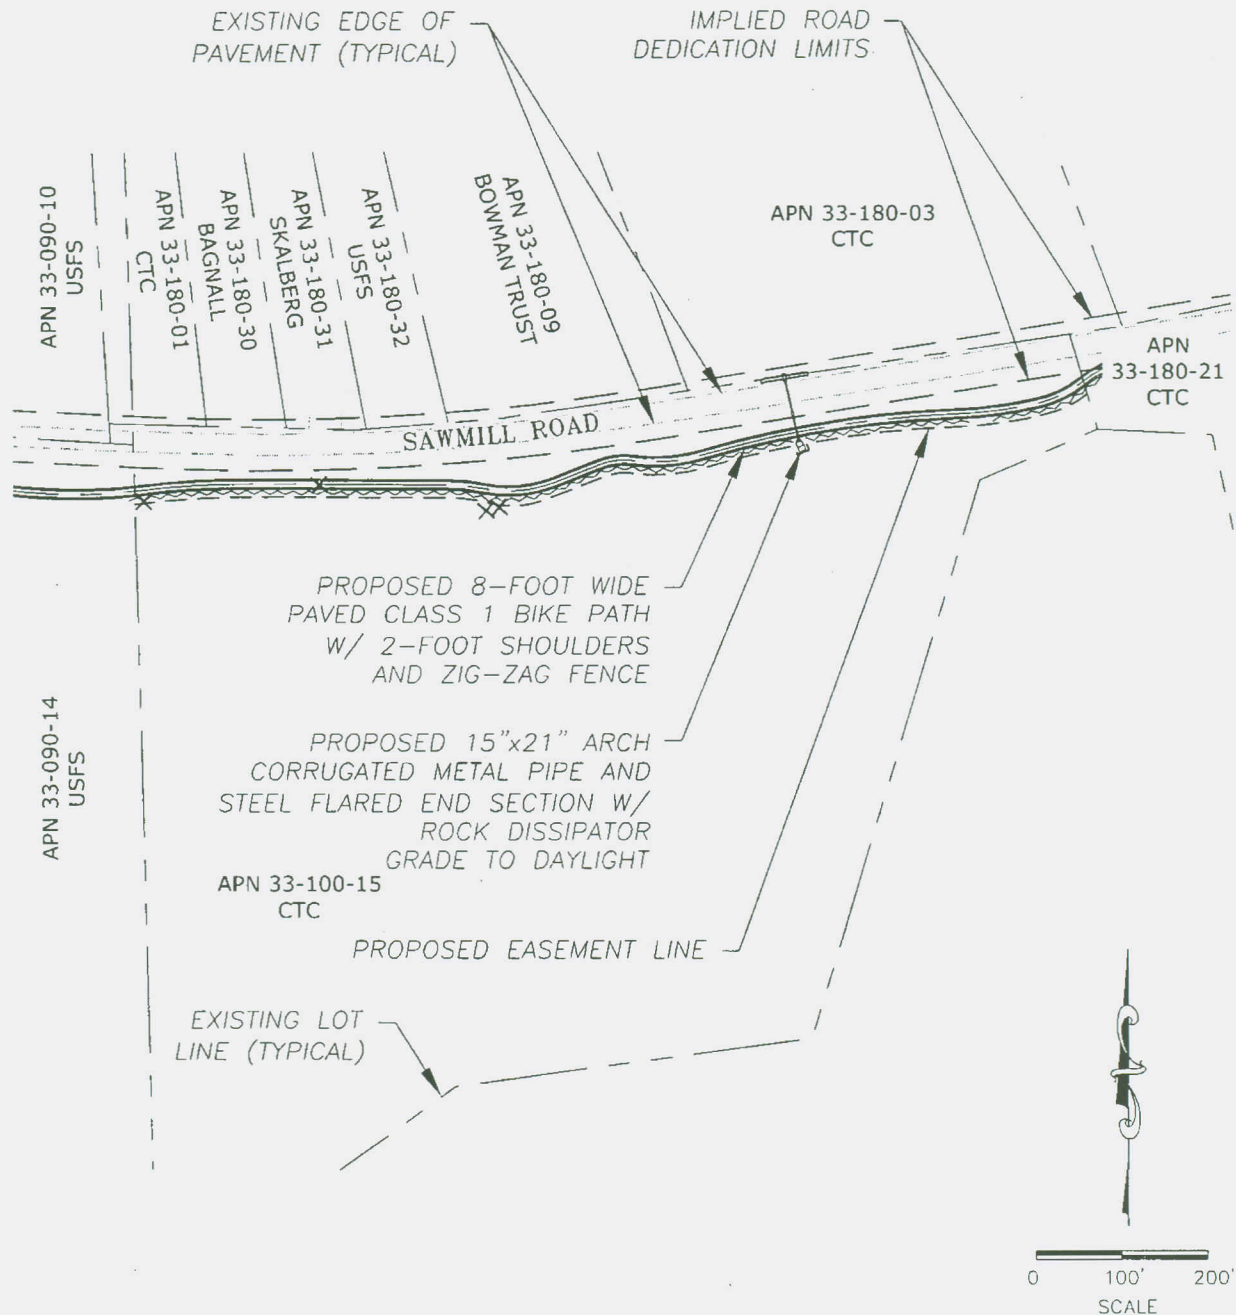 EXISTING EDGE OF
PAVEMENT (TYPICAL)
IMPLIED ROAD
DEDICATION LIMITS
APN 33-090-10
USFS
APN 33-180-01
CTC
APN 33-180-30
BAGNALL
APN 33-180-31
SKALBERG
APN 33-180-32
USFS
APN 33-180-09
BOWMAN TRUST
APN 33-180-03
CTC
APN
33-180-21
CTC
SAWMILL ROAD
PROPOSED 8-FOOT WIDE
PAVED CLASS 1 BIKE PATH
W/ 2-FOOT SHOULDERS
AND ZIG-ZAG FENCE
APN 33-090-14
USFS
PROPOSED 15"x21" ARCH
CORRUGATED METAL PIPE AND
STEEL FLARED END SECTION W/
ROCK DISSIPATOR
GRADE TO DAYLIGHT
APN 33-100-15
CTC
PROPOSED EASEMENT LINE
EXISTING LOT
LINE (TYPICAL)
0 100' 200'
SCALE